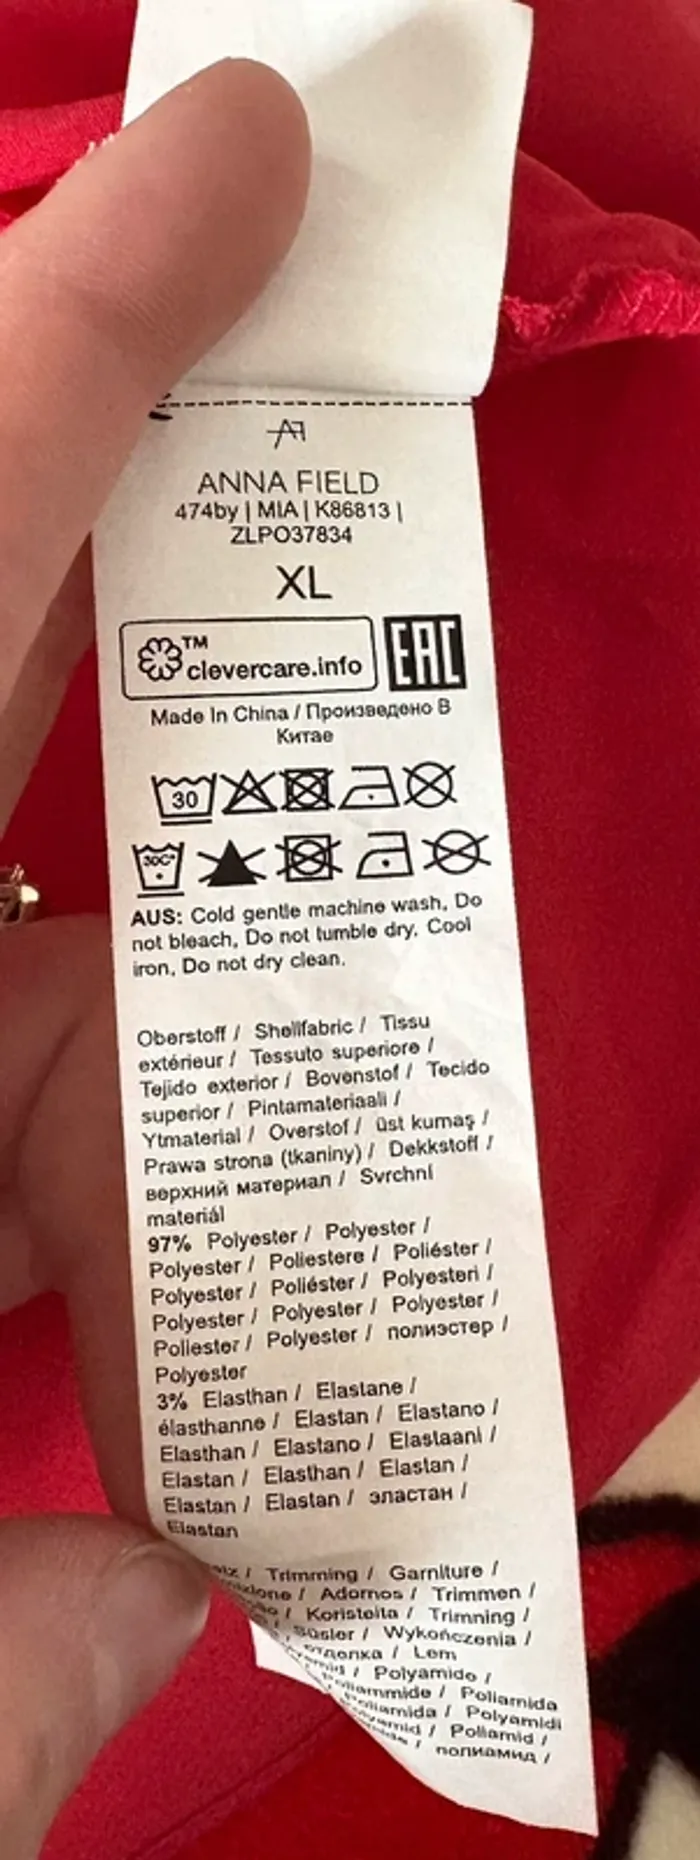 AF
ANNA FIELD
474by | MIA | K86813 |
ZLPO37834
XL
TM
clevercare.info
EAC
Made In China / Произведено В
Китае
30
30C°
AUS: Cold gentle machine wash, Do
not bleach, Do not tumble dry, Cool
iron, Do not dry clean.
Oberstoff / Shellfabric / Tissu
extérieur / Tessuto superiore /
Tejido exterior / Bovenstof / Tecido
superior / Pintamateriaali /
Ytmaterial / Overstof / üst kumaş /
Prawa strona (tkaniny) / Dekkstoff /
верхний материал / Svrchní
materiál
97% Polyester / Polyester /
Polyester / Poliestere / Poliéster /
Polyester / Poliéster / Polyesteri /
Polyester / Polyester / Polyester /
Poliester / Polyester / полиэстер /
Polyester
3% Elasthan / Elastane /
élasthanne / Elastan / Elastano /
Elasthan / Elastano / Elastaani /
Elastan / Elasthan / Elastan /
Elastan / Elastan / эластан /
Elastan
/ Trimming / Garniture /
/ Adornos / Trimmen /
/ Koristeita / Trimning /
/ Süsler / Wykończenia /
отделка / Lem
/ Polyamide /
/ Poliamida
/ Polyamidi
/ Poliamid /
/ полиамид /